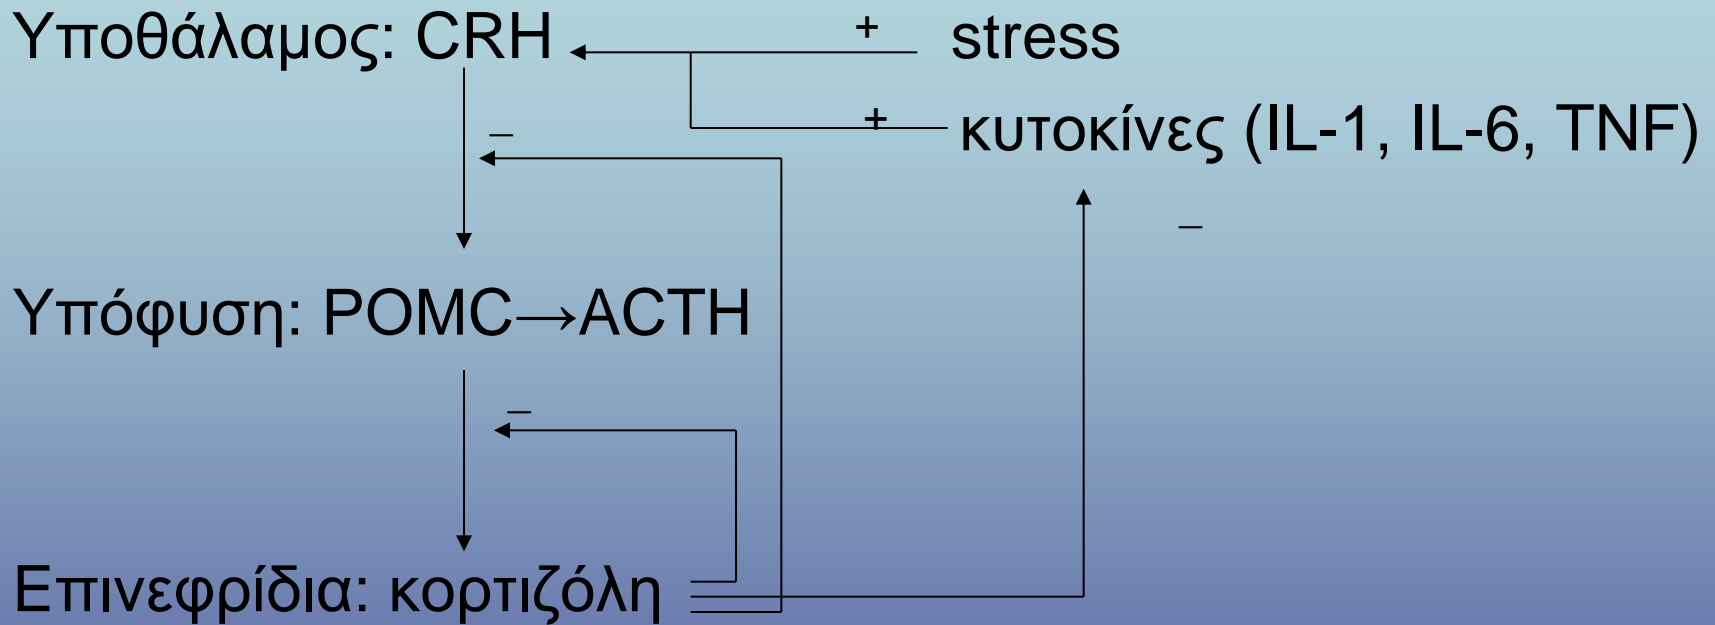 Υποθάλαμος: CRH + stress
+ κυτοκίνες (IL-1, IL-6, TNF)
–
–
Υπόφυση: POMC→ACTH
–
Επινεφρίδια: κορτιζόλη